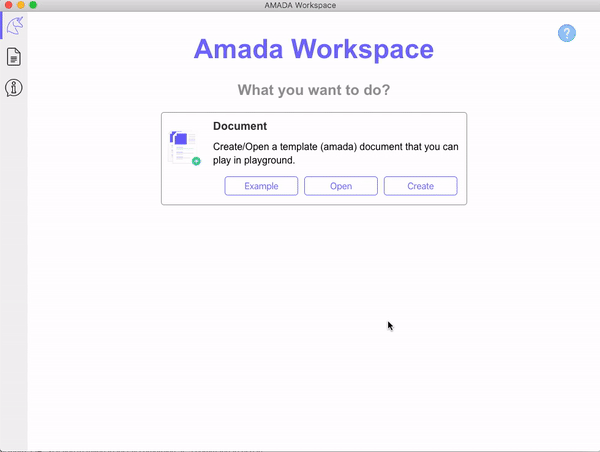 AMADA Workspace
Amada Workspace
?
What you want to do?
Document
Create/Open a template (amada) document that you can
play in playground.
Example
Open
Create